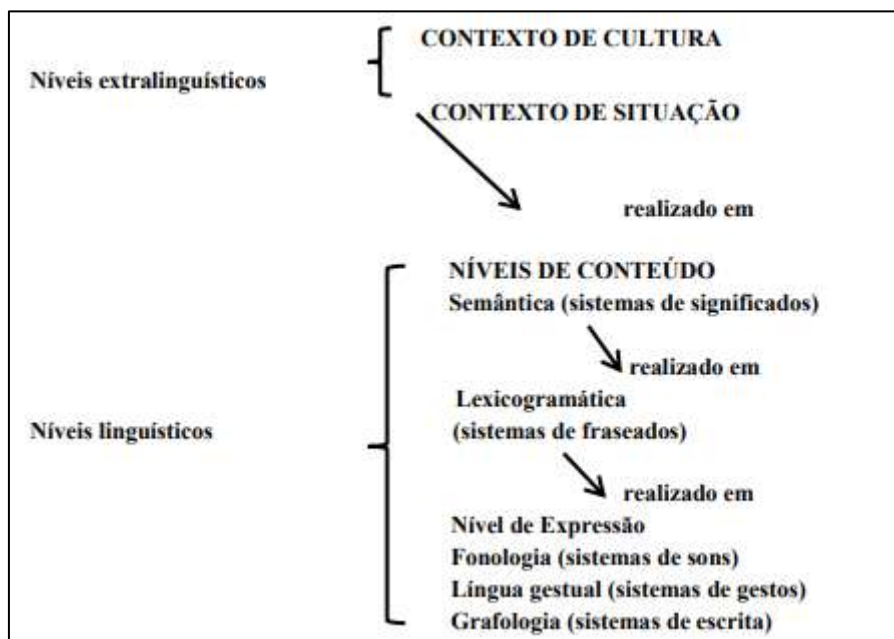 CONTEXTO DE CULTURA
Níveis extralinguísticos
CONTEXTO DE SITUAÇÃO
realizado em
NÍVEIS DE CONTEÚDO
Semântica (sistemas de significados)
realizado em
Lexicogramática
Níveis linguísticos
(sistemas de fraseados)
realizado em
Nível de Expressão
Fonologia (sistemas de sons)
Língua gestual (sistemas de gestos)
Grafologia (sistemas de escrita)